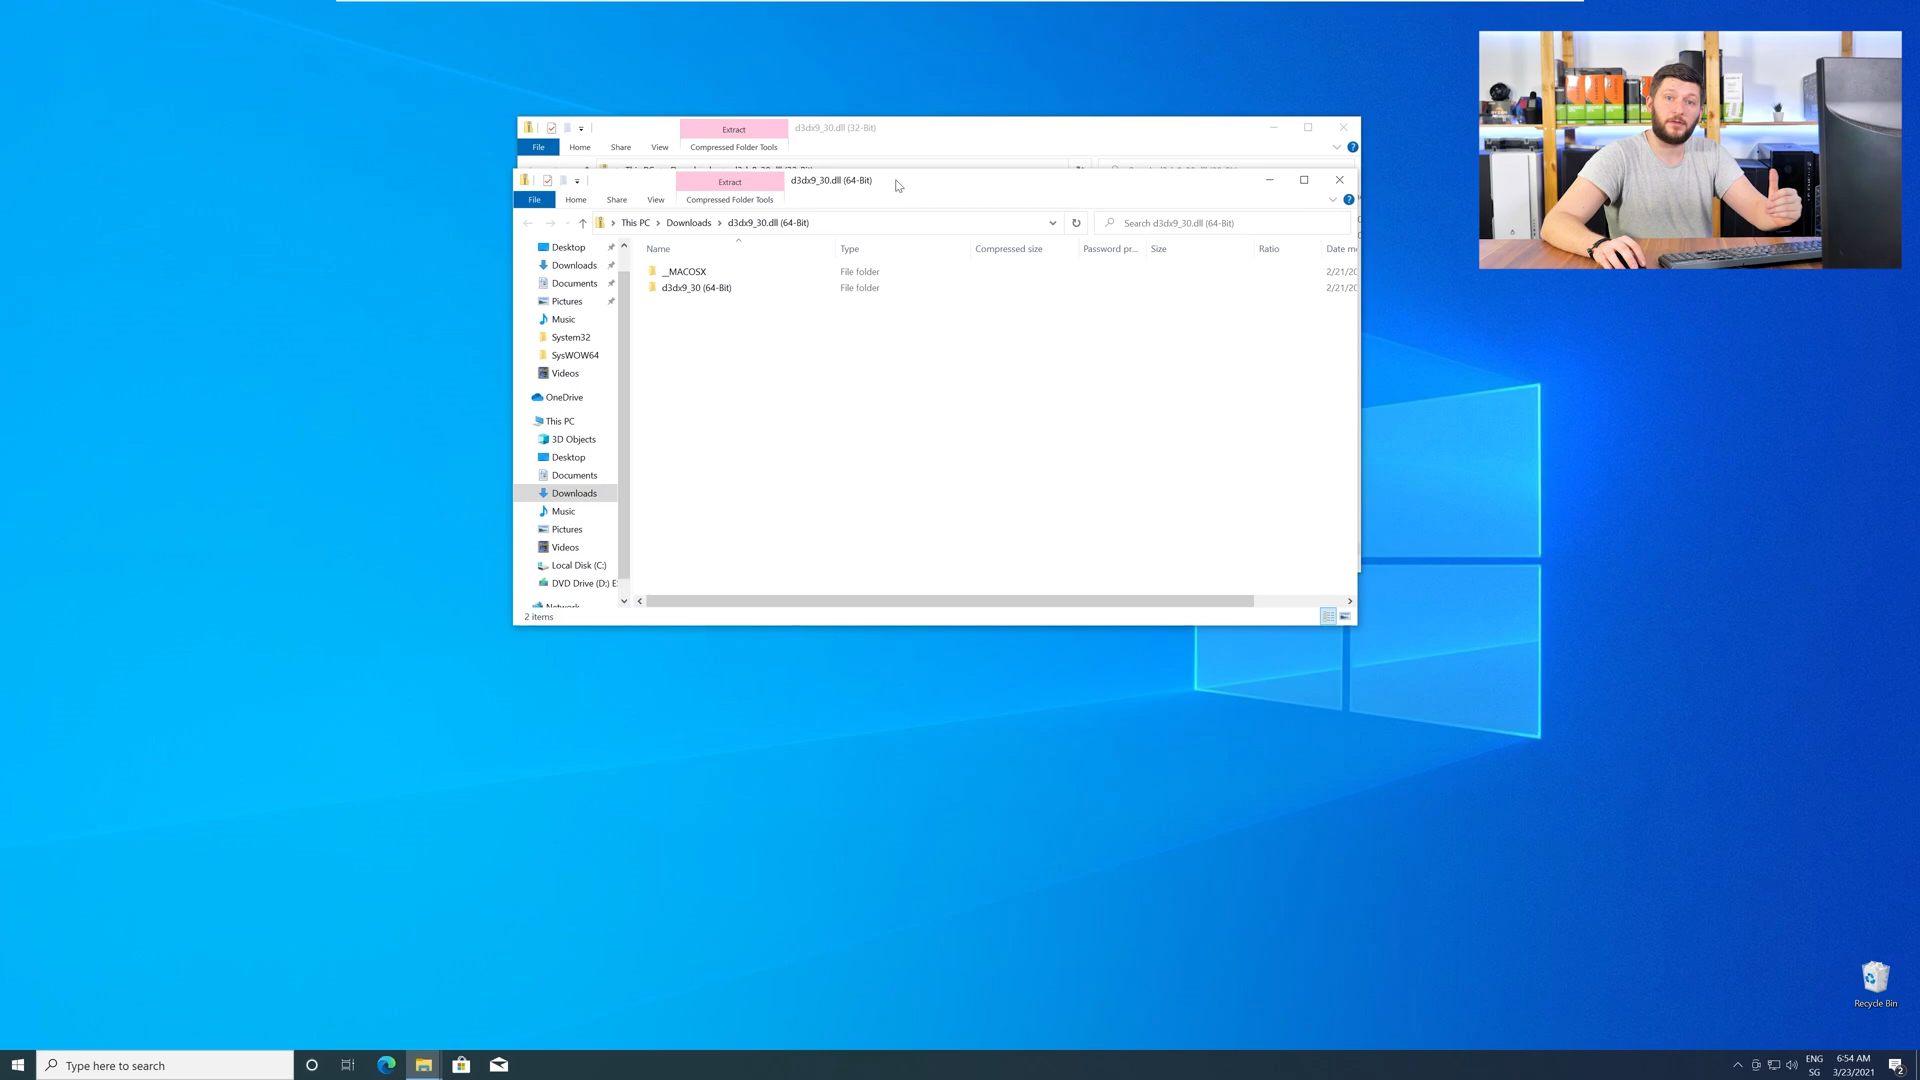 Extract
d3dx9_30.dll (32-Bit)
File
Home
Share
View
Compressed Folder Tools
Extract
d3dx9_30.dll (64-Bit)
File
Home
Share
View
Compressed Folder Tools
This PC
Downloads
d3dx9_30.dll (64-Bit)
Search d3dx9_30.dll (64-Bit)
Name
Type
Compressed size
Password pr...
Size
Ratio
Date m
__MACOSX
File folder
2/21/20
d3dx9_30 (64-Bit)
File folder
2/21/20
Desktop
Downloads
Documents
Pictures
Music
System32
SysWOW64
Videos
OneDrive
This PC
3D Objects
Desktop
Documents
Downloads
Music
Pictures
Videos
Local Disk (C:)
DVD Drive (D:) E
Network
2 items
Recycle Bin
Type here to search
ENG
SG
6:54 AM
3/23/2021
2